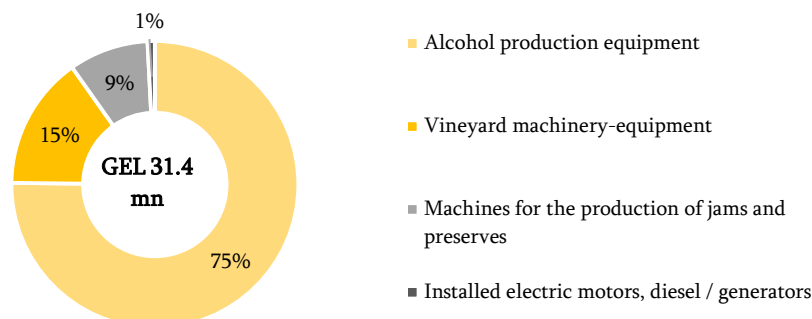 1%
9%
15%
GEL 31.4
mn
75%
Alcohol production equipment
Vineyard machinery-equipment
Machines for the production of jams and
preserves
Installed electric motors, diesel / generators